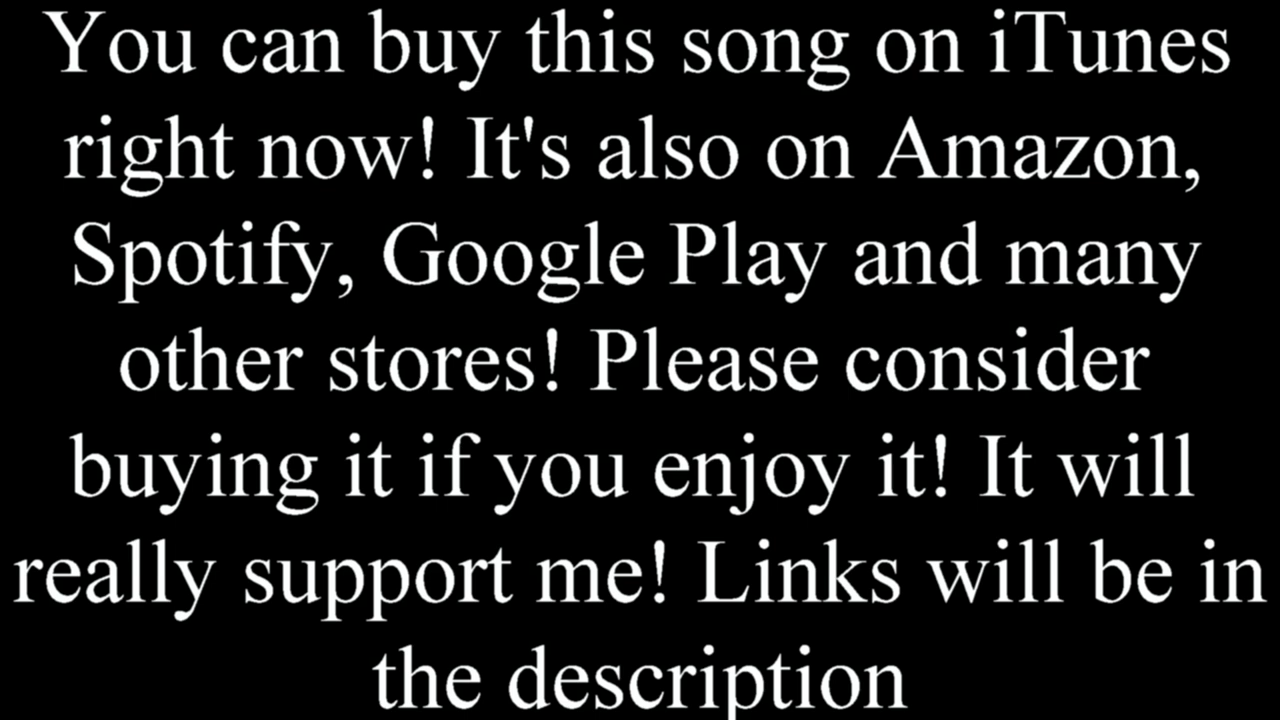 You can buy this song on iTunes
right now! It's also on Amazon,
Spotify, Google Play and many
other stores! Please consider
buying it if you enjoy it! It will
really support me! Links will be in
the description